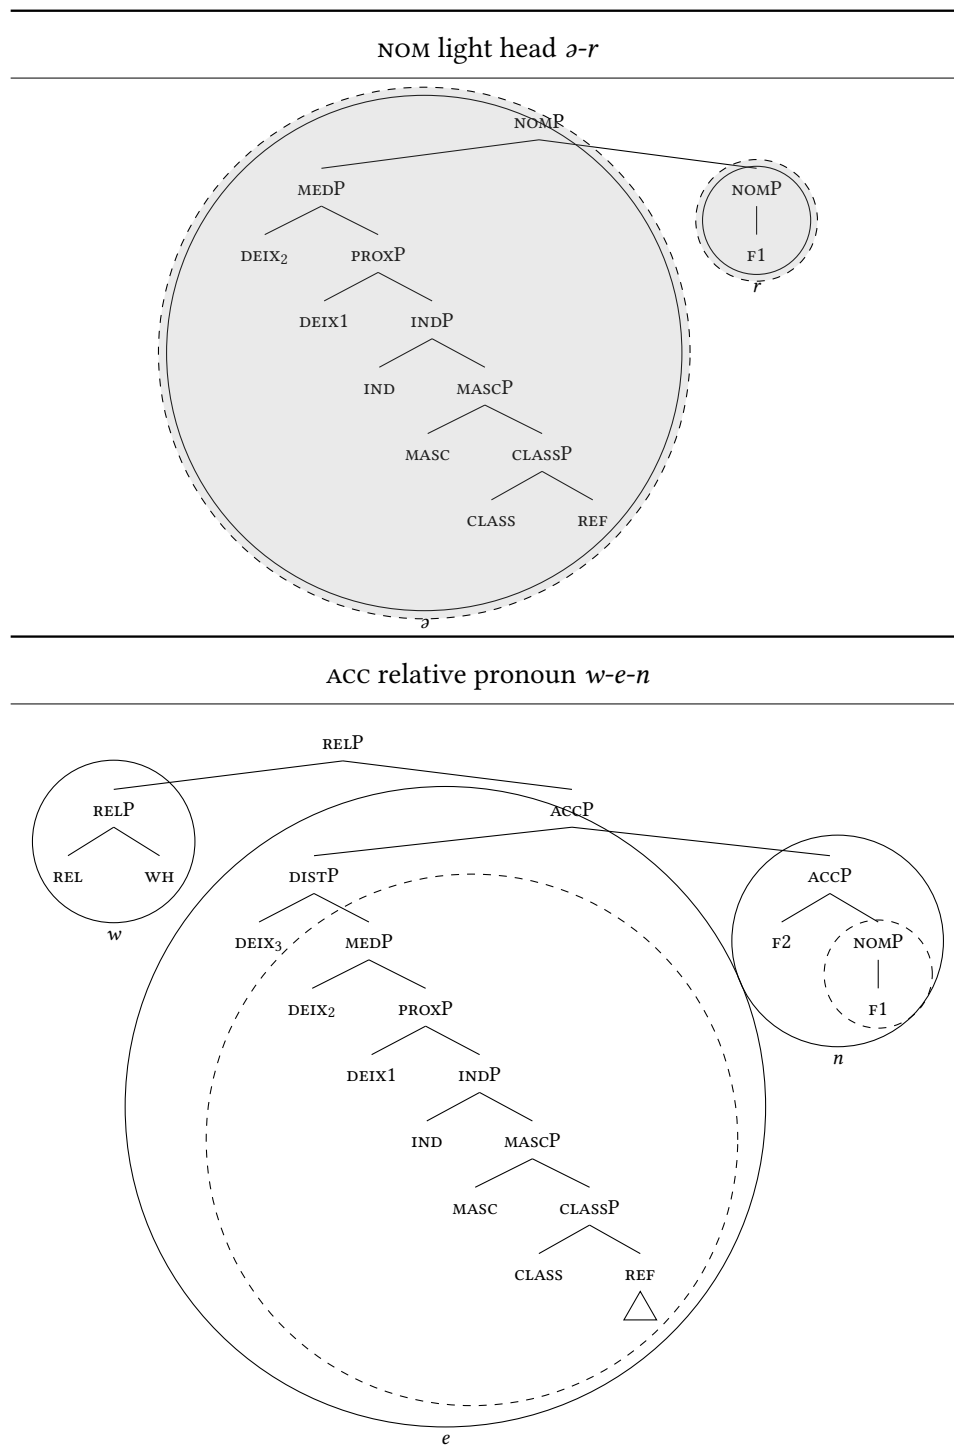 NOM light head ə-r
NOMP
MEDP NOMP
DEIX₂ PROXP F1
r
DEIX1 INDP
IND MASCP
MASC CLASSP
CLASS REF
ə
ACC relative pronoun w-e-n
RELP
RELP ACCP
REL WH DISTP ACCP
w
DEIX₃ MEDP F2 NOMP
DEIX₂ PROXP F1
n
DEIX1 INDP
IND MASCP
MASC CLASSP
CLASS REF
e